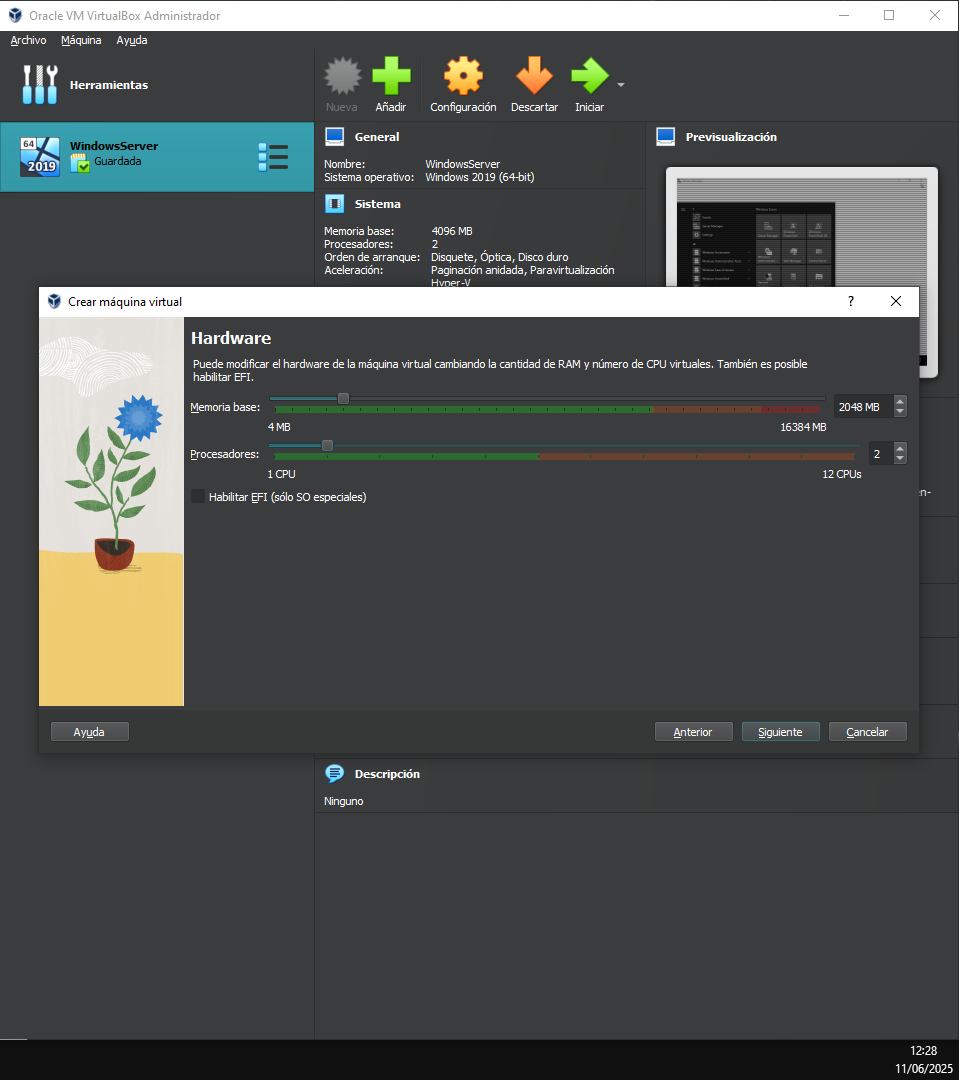 Oracle VM VirtualBox Administrador
Archivo Máquina Ayuda
Herramientas
Nueva Añadir Configuración Descartar Iniciar
64
2019
WindowsServer
Guardada
General
Nombre: WindowsServer
Sistema operativo: Windows 2019 (64-bit)
Sistema
Memoria base: 4096 MB
Procesadores: 2
Orden de arranque: Disquete, Óptica, Disco duro
Aceleración: Paginación anidada, Paravirtualización
Hyper-V
Previsualización
Crear máquina virtual
?
Hardware
Puede modificar el hardware de la máquina virtual cambiando la cantidad de RAM y número de CPU virtuales. También es posible
habilitar EFI.
Memoria base: 2048 MB
4 MB 16384 MB
Procesadores: 2
1 CPU 12 CPUs
Habilitar EFI (sólo SO especiales)
en-
Ayuda Anterior Siguiente Cancelar
Descripción
Ninguno
12:28
11/06/2025